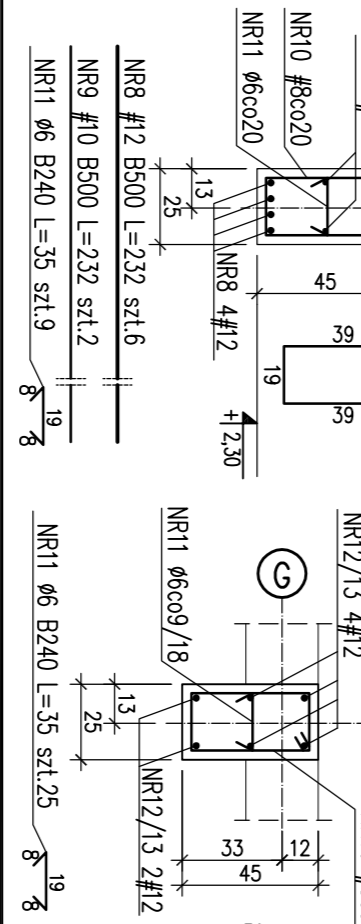 NR10 #8co20
NR11 ø6co20
13
25
45
39
19
39
NR8 4#12
+ 2,30
NR8 #12 B500 L=232 szt.6
NR9 #10 B500 L=232 szt.2
NR11 ø6 B240 L=35 szt.9
8 19 8
NR12/13 4#12
G
NR11 ø6co9/18
13
25
33
12
45
NR12/13 2#12
NR11 ø6 B240 L=35 szt.25
8 19 8